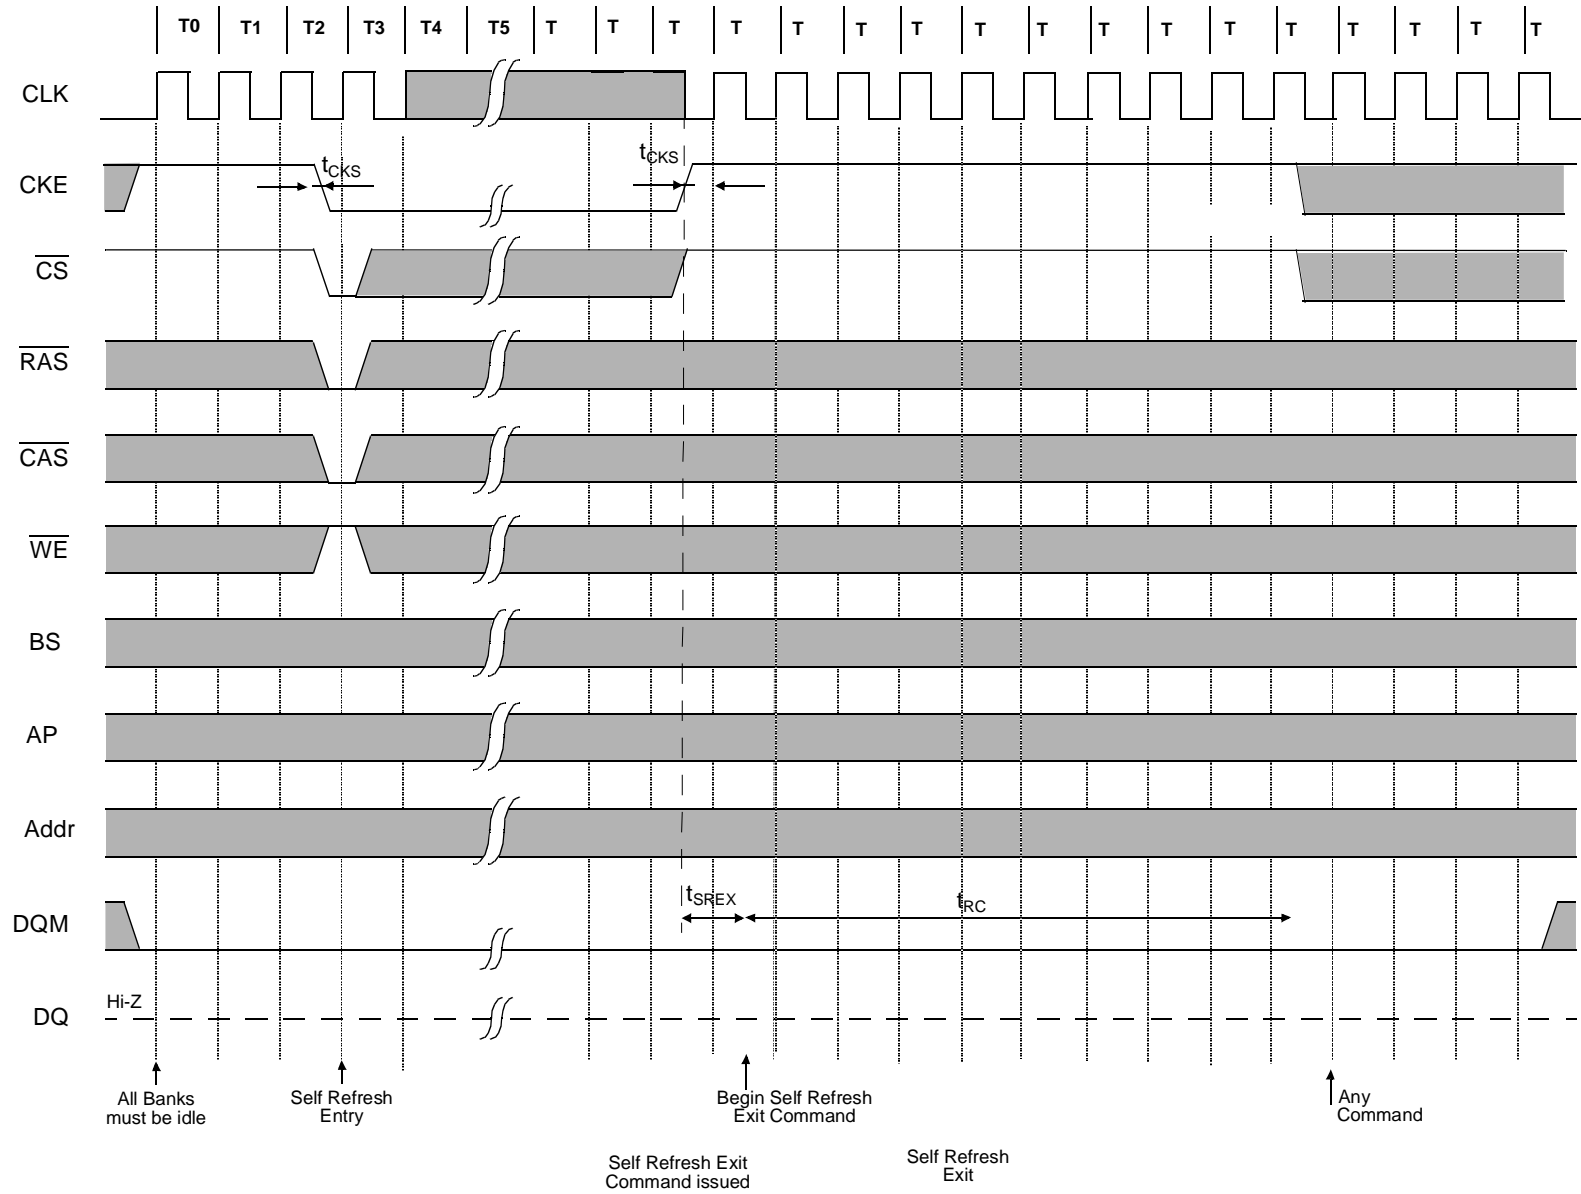 T0 T1 T2 T3 T4 T5 T T T T T T T T T T T T T T T T T
CLK
CKE
tCKS
tCKS
CS
RAS
CAS
WE
BS
AP
Addr
DQM
tSREX
tRC
DQ
Hi-Z
All Banks
must be idle
Self Refresh
Entry
Begin Self Refresh
Exit Command
Any
Command
Self Refresh Exit
Command issued
Self Refresh
Exit